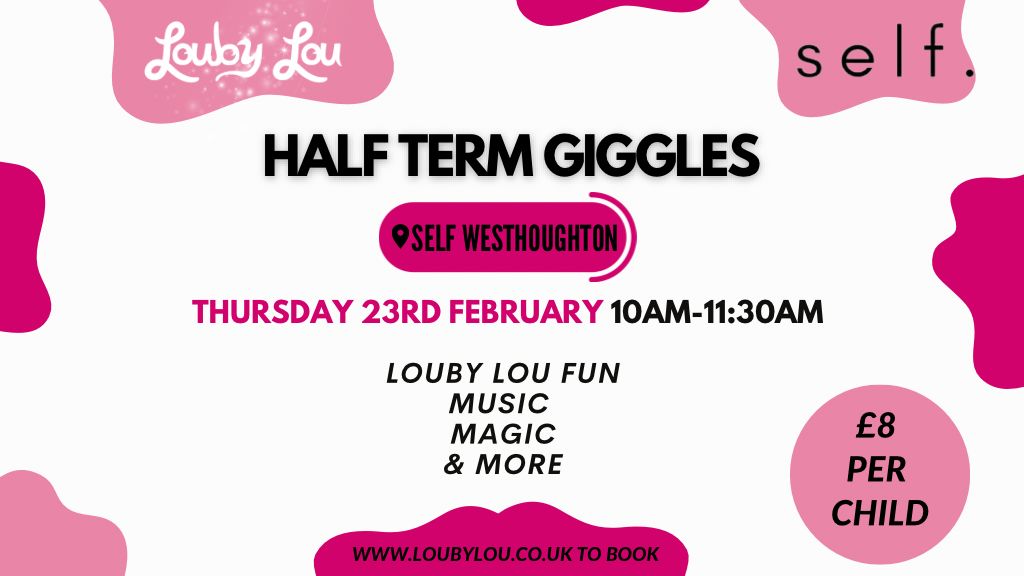 Louby Lou
self.
HALF TERM GIGGLES
SELF WESTHOUGHTON
THURSDAY 23RD FEBRUARY 10AM-11:30AM
LOUBY LOU FUN
MUSIC
MAGIC
& MORE
£8
PER
CHILD
WWW.LOUBYLOU.CO.UK TO BOOK